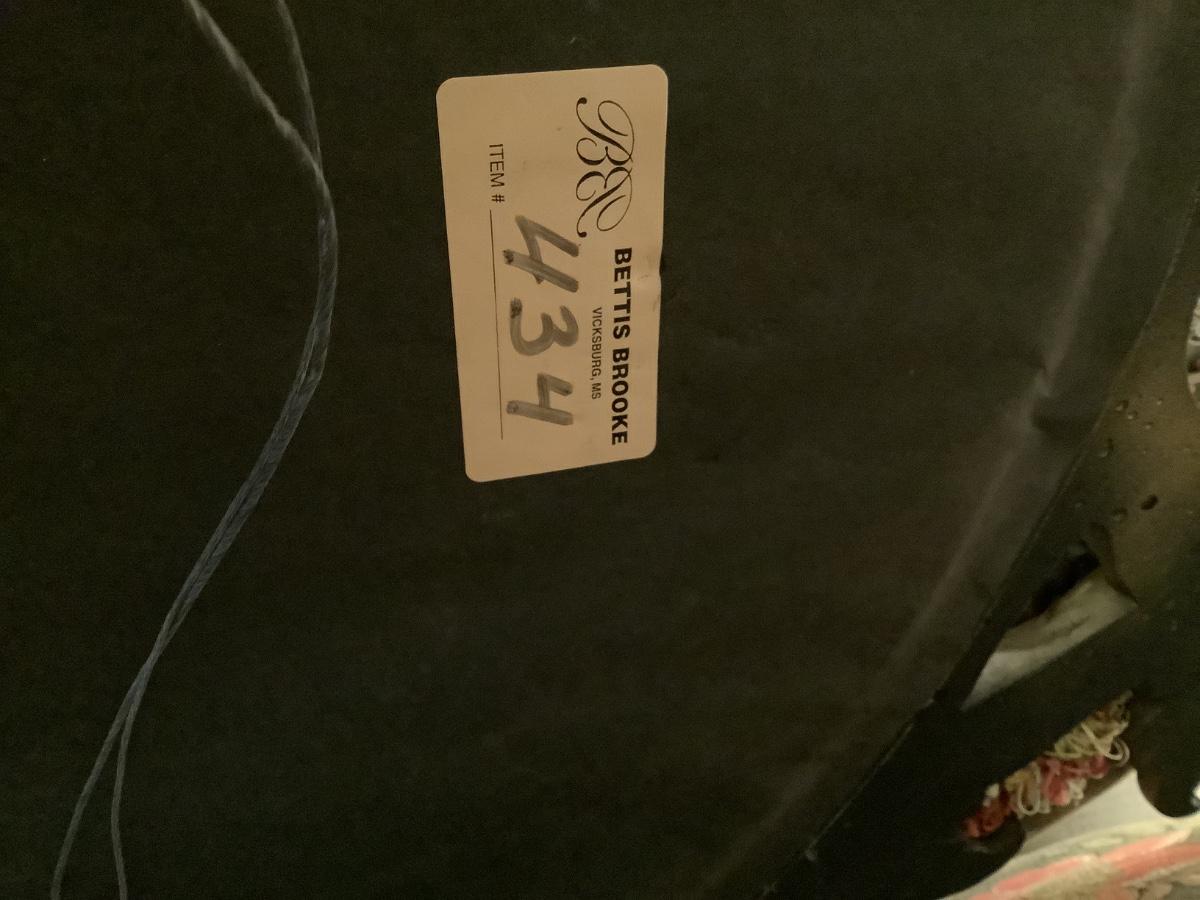 BB
BETTIS BROOKE
VICKSBURG, MS
434
ITEM #